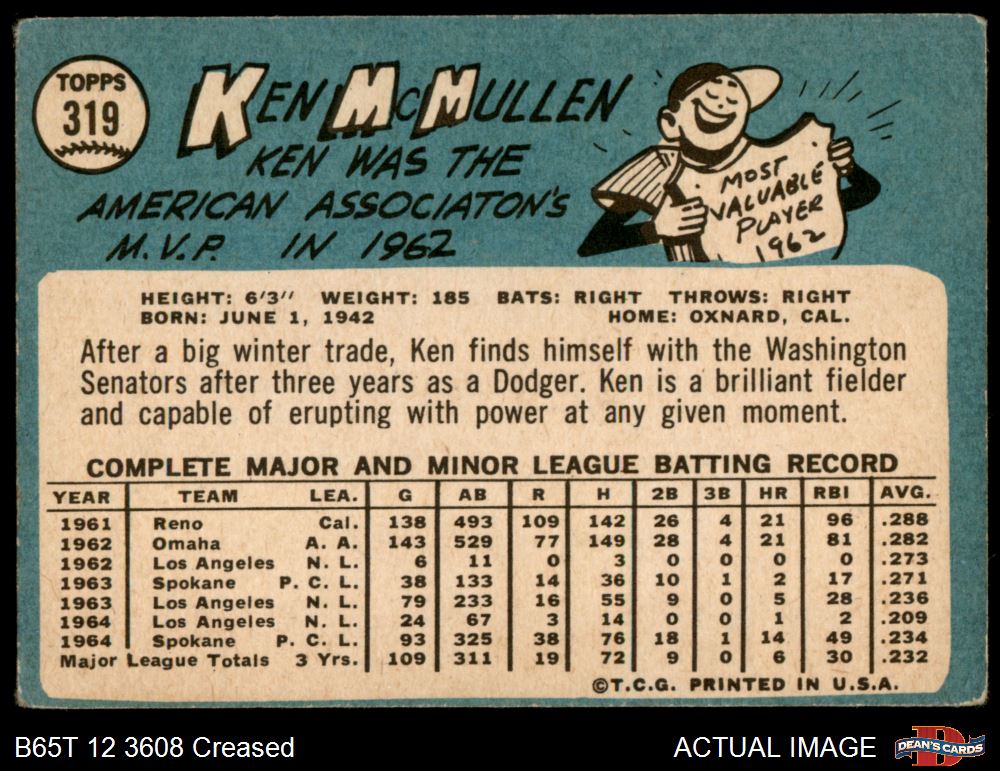 TOPPS
319
KEN MCMULLEN
KEN WAS THE
AMERICAN ASSOCIATON'S
M.V.P. IN 1962
MOST
VALUABLE
PLAYER
1962
HEIGHT: 6'3" WEIGHT: 185 BATS: RIGHT THROWS: RIGHT
BORN: JUNE 1, 1942 HOME: OXNARD, CAL.
After a big winter trade, Ken finds himself with the Washington
Senators after three years as a Dodger. Ken is a brilliant fielder
and capable of erupting with power at any given moment.
COMPLETE MAJOR AND MINOR LEAGUE BATTING RECORD
YEAR TEAM LEA. G AB R H 2B 3B HR RBI AVG.
1961 Reno Cal. 138 493 109 142 26 4 21 96 .288
1962 Omaha A. A. 143 529 77 149 28 4 21 81 .282
1962 Los Angeles N. L. 6 11 0 3 0 0 0 0 .273
1963 Spokane P. C. L. 38 133 14 36 10 1 2 17 .271
1963 Los Angeles N. L. 79 233 16 55 9 0 5 28 .236
1964 Los Angeles N. L. 24 67 3 14 0 0 1 2 .209
1964 Spokane P. C. L. 93 325 38 76 18 1 14 49 .234
Major League Totals 3 Yrs. 109 311 19 72 9 0 6 30 .232
©T.C.G. PRINTED IN U.S.A.
B65T 12 3608 Creased
ACTUAL IMAGE
D
DEAN'S CARDS